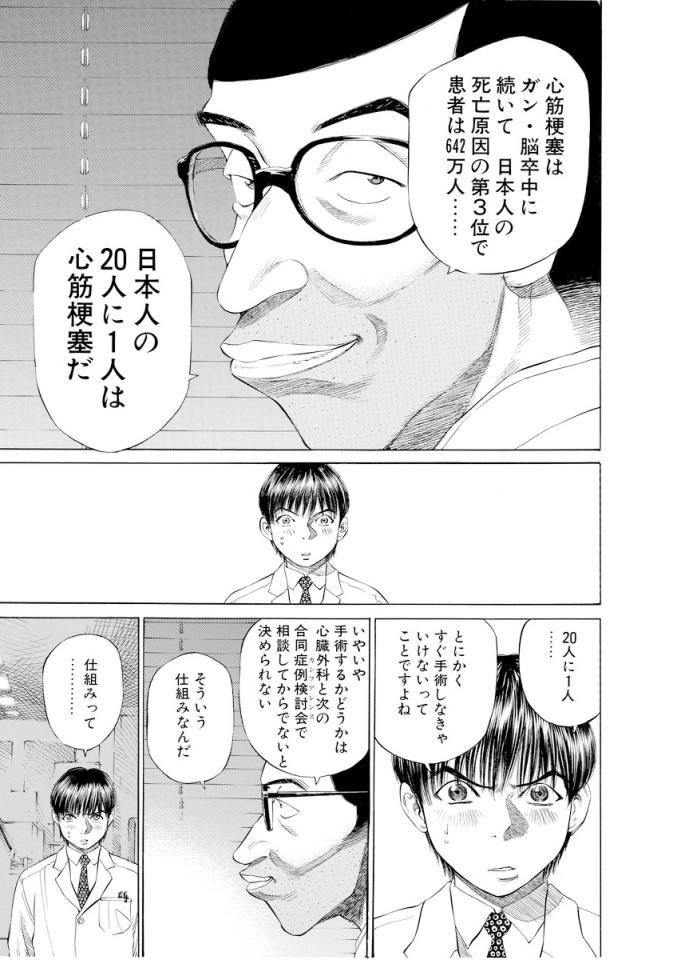 心筋梗塞は
ガン・脳卒中に
続いて 日本人の
死亡原因の第3位で
患者は642万人……
日本人の
20人に1人は
心筋梗塞だ
20人に1人
……
とにかく
すぐ手術しなきゃ
いけないって
ことですよね
いやいや
手術するかどうかは
心臓外科と次の
合同症例検討会で
カンファレンス
相談してからでないと
決められない
そういう
仕組みなんだ
仕組みって
………